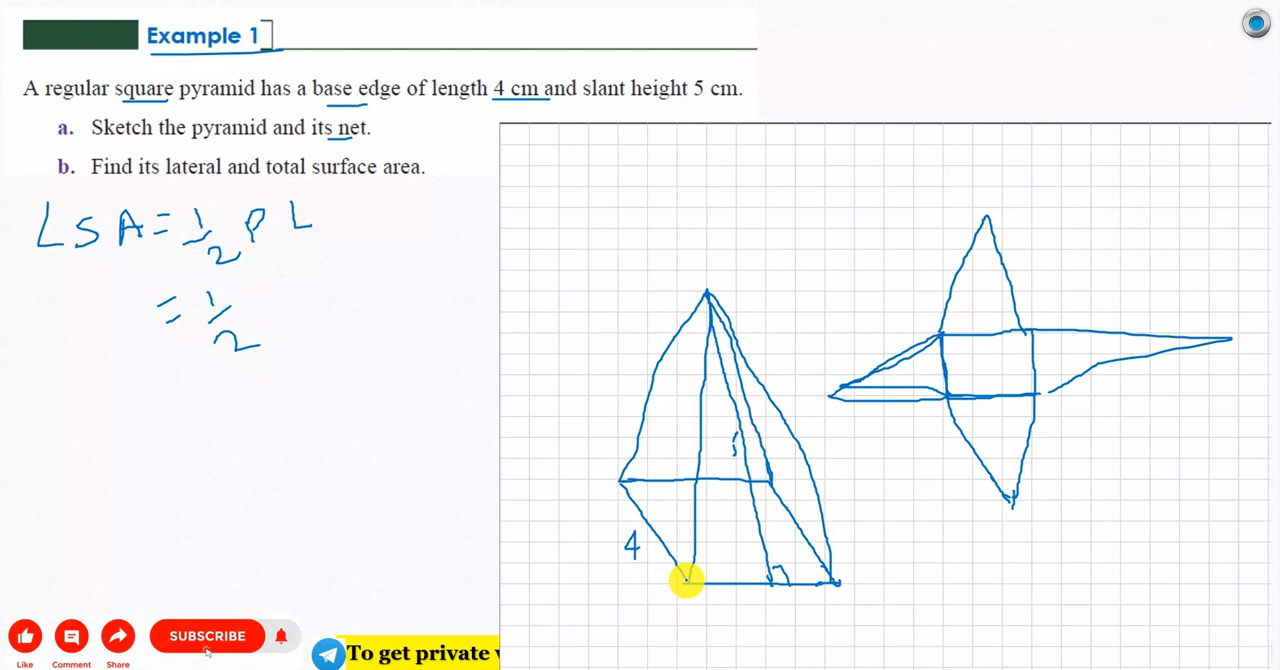 Example 1
A regular square pyramid has a base edge of length 4 cm and slant height 5 cm.
a. Sketch the pyramid and its net.
b. Find its lateral and total surface area.
LSA = 1/2 PL
= 1/2
4
Like
Comment
Share
SUBSCRIBE
To get private